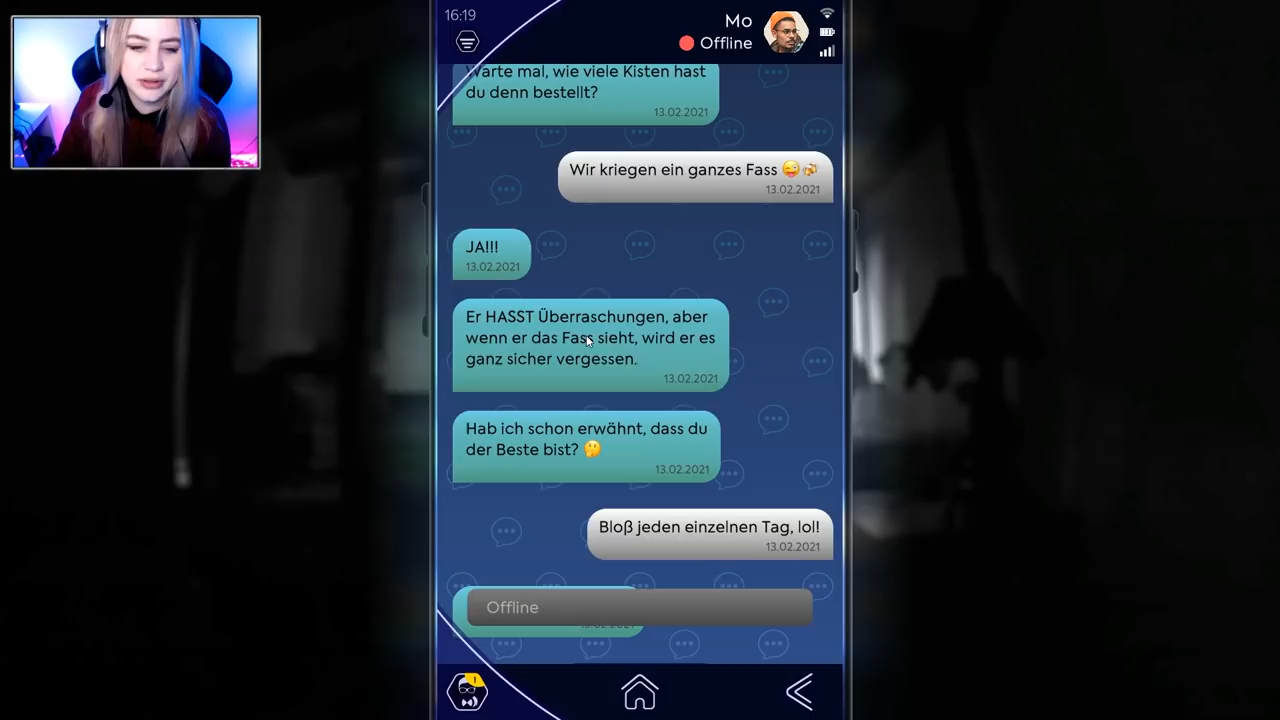 16:19
Mo
Offline
Warte mal, wie viele Kisten hast
du denn bestellt?
13.02.2021
Wir kriegen ein ganzes Fass 😜🍻
13.02.2021
JA!!!
13.02.2021
Er HASST Überraschungen, aber
wenn er das Fass sieht, wird er es
ganz sicher vergessen.
13.02.2021
Hab ich schon erwähnt, dass du
der Beste bist? 🤔
13.02.2021
Bloß jeden einzelnen Tag, lol!
13.02.2021
Offline
13.02.2021